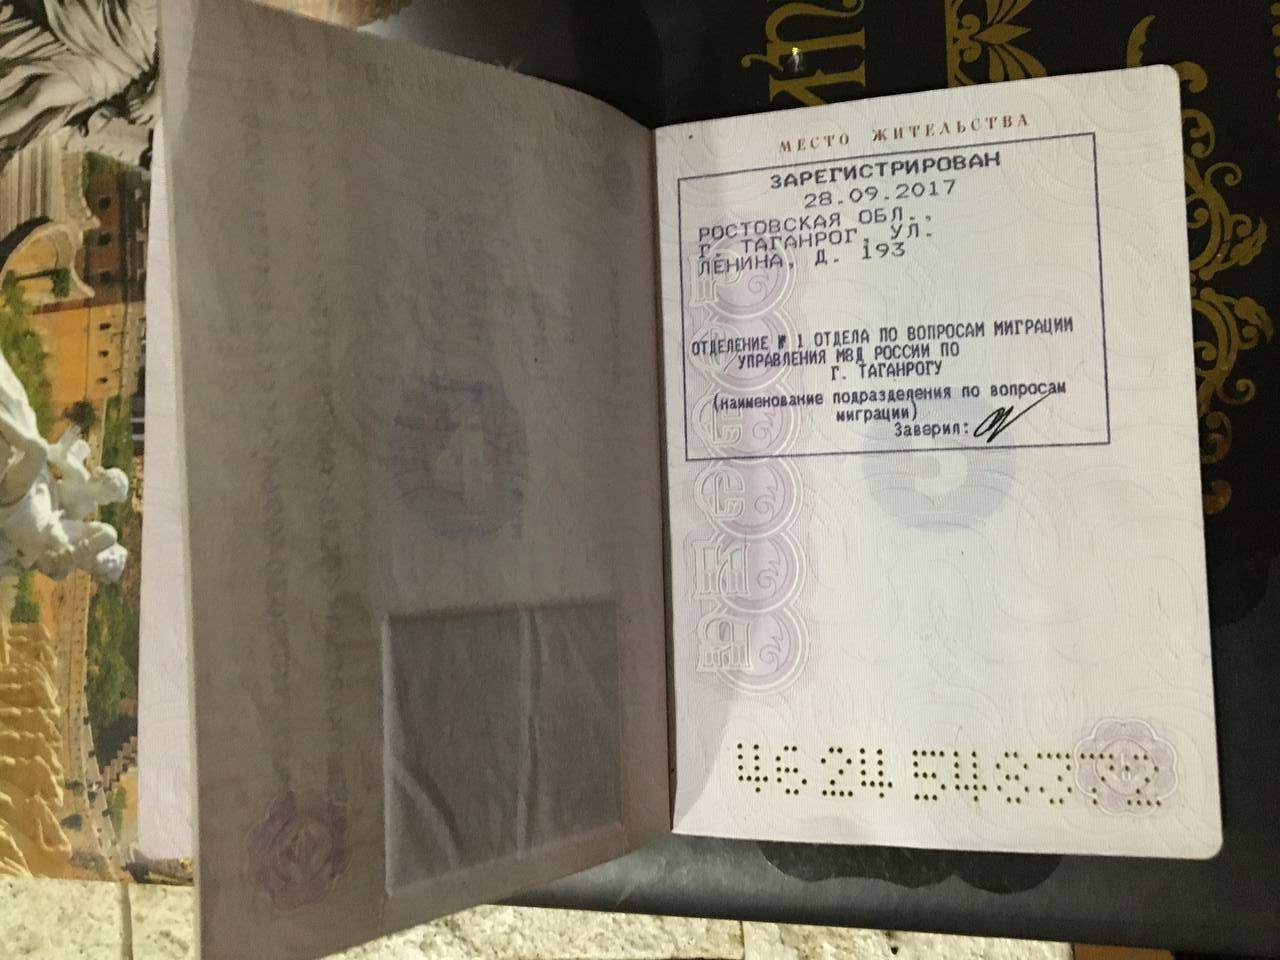 МЕСТО ЖИТЕЛЬСТВА
ЗАРЕГИСТРИРОВАН
28.09.2017
РОСТОВСКАЯ ОБЛ.,
Г. ТАГАНРОГ, УЛ.
ЛЕНИНА, Д. 193
ОТДЕЛЕНИЕ № 1 ОТДЕЛА ПО ВОПРОСАМ МИГРАЦИИ
УПРАВЛЕНИЯ МВД РОССИИ ПО
Г. ТАГАНРОГУ
(наименование подразделения по вопросам
миграции)
Заверил:
4624 548372